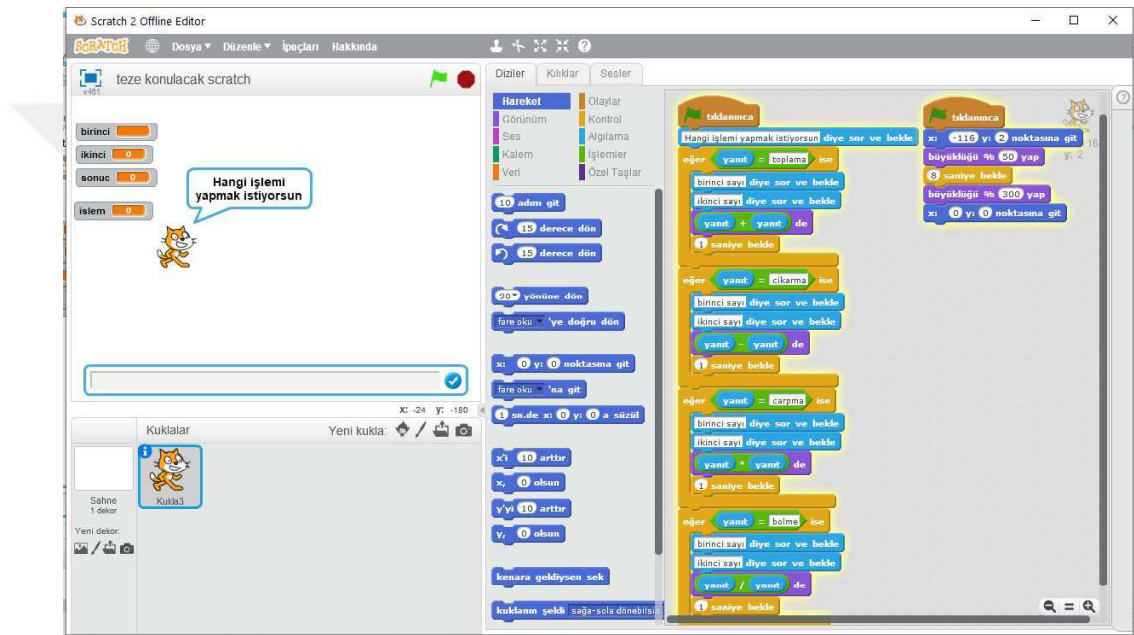 Scratch 2 Offline Editor
SCRATCH Dosya Düzenle İpuçları Hakkında
teze konulacak scratch
v461
birinci
ikinci 0
sonuc 0
islem 0
Hangi işlemi
yapmak istiyorsun
X: -24 y: -180
Kuklalar Yeni kukla:
Sahne
1 dekor
Yeni dekor:
Kukla3
Diziler Kılıklar Sesler
Hareket Olaylar
Görünüm Kontrol
Ses Algılama
Kalem İşlemler
Veri Özel Taşlar
10 adım git
15 derece dön
15 derece dön
90 yönüne dön
fare oku 'ye doğru dön
x: 0 y: 0 noktasına git
fare oku 'na git
1 sn.de x: 0 y: 0 a süzül
x'i 10 arttır
x, 0 olsun
y'yi 10 arttır
y, 0 olsun
kenara geldiysen sek
kuklanın şekli sağa-sola dönebilsin
tıklanınca
Hangi işlemi yapmak istiyorsun diye sor ve bekle
eğer yanıt = toplama ise
birinci sayı diye sor ve bekle
ikinci sayı diye sor ve bekle
yanıt + yanıt de
1 saniye bekle
eğer yanıt = cikarma ise
birinci sayı diye sor ve bekle
ikinci sayı diye sor ve bekle
yanıt - yanıt de
1 saniye bekle
eğer yanıt = carpma ise
birinci sayı diye sor ve bekle
ikinci sayı diye sor ve bekle
yanıt * yanıt de
1 saniye bekle
eğer yanıt = bolme ise
birinci sayı diye sor ve bekle
ikinci sayı diye sor ve bekle
yanıt / yanıt de
1 saniye bekle
tıklanınca
x: -116 y: 2 noktasına git
büyüklüğü % 50 yap
8 saniye bekle
büyüklüğü % 300 yap
x: 0 y: 0 noktasına git
y: 2